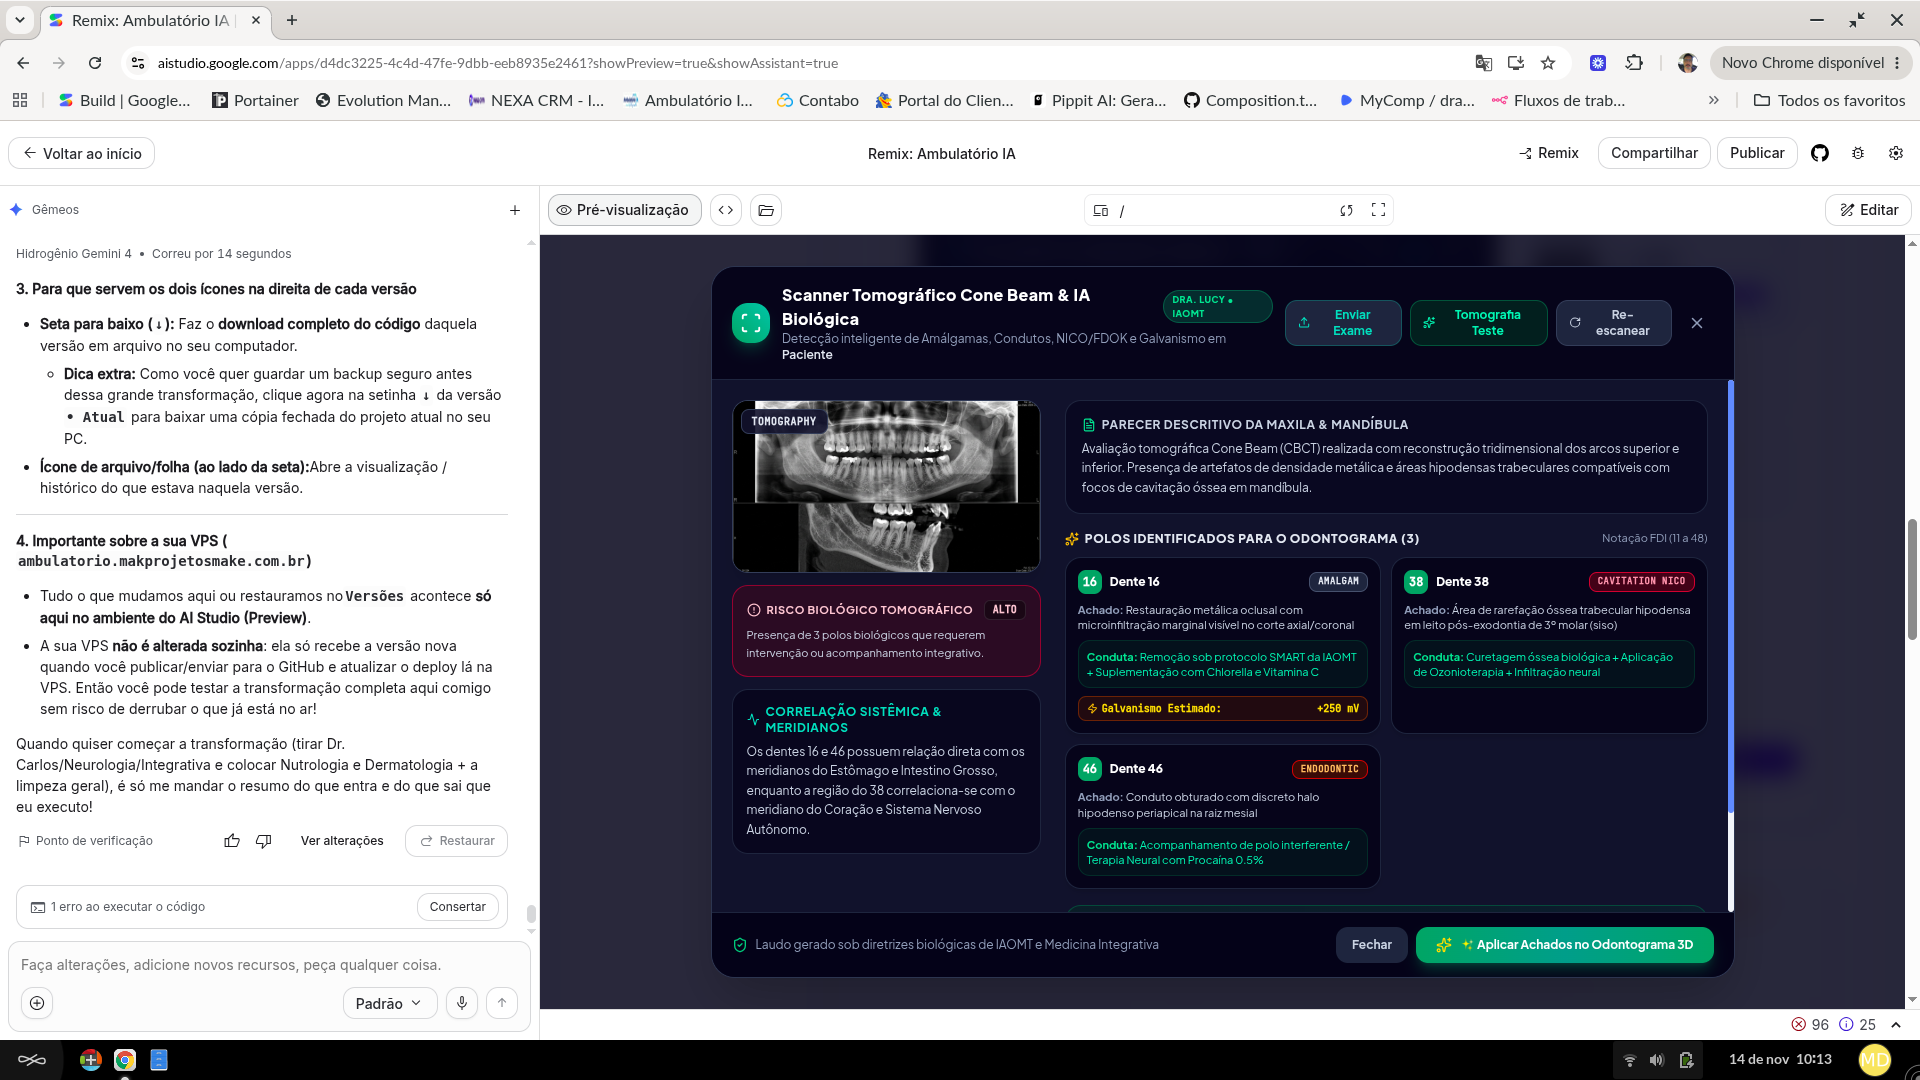 Remix: Ambulatório IA
aistudio.google.com/apps/d4dc3225-4c4d-47fe-9dbb-eeb8935e2461?showPreview=true&showAssistant=true
Novo Chrome disponível
Build | Google...
Portainer
Evolution Man...
NEXA CRM - I...
Ambulatório I...
Contabo
Portal do Clien...
Pippit AI: Gera...
Composition.t...
MyComp / dra...
Fluxos de trab...
Todos os favoritos
Voltar ao início
Remix: Ambulatório IA
Remix
Compartilhar
Publicar
Gêmeos
Pré-visualização
/
Editar
Hidrogênio Gemini 4 • Correu por 14 segundos
3. Para que servem os dois ícones na direita de cada versão
• Seta para baixo (↓): Faz o download completo do código daquela
versão em arquivo no seu computador.
Dica extra: Como você quer guardar um backup seguro antes
dessa grande transformação, clique agora na setinha ↓ da versão
• Atual para baixar uma cópia fechada do projeto atual no seu
PC.
• Ícone de arquivo/folha (ao lado da seta):Abre a visualização /
histórico do que estava naquela versão.
4. Importante sobre a sua VPS (
ambulatorio.makprojetosmake.com.br)
• Tudo o que mudamos aqui ou restauramos no Versões acontece só
aqui no ambiente do AI Studio (Preview).
• A sua VPS não é alterada sozinha: ela só recebe a versão nova
quando você publicar/enviar para o GitHub e atualizar o deploy lá na
VPS. Então você pode testar a transformação completa aqui comigo
sem risco de derrubar o que já está no ar!
Quando quiser começar a transformação (tirar Dr.
Carlos/Neurologia/Integrativa e colocar Nutrologia e Dermatologia + a
limpeza geral), é só me mandar o resumo do que entra e do que sai que
eu executo!
Ponto de verificação
Ver alterações
Restaurar
1 erro ao executar o código
Consertar
Faça alterações, adicione novos recursos, peça qualquer coisa.
Padrão
Scanner Tomográfico Cone Beam & IA
Biológica
DRA. LUCY •
IAOMT
Detecção inteligente de Amálgamas, Condutos, NICO/FDOK e Galvanismo em
Paciente
Enviar
Exame
Tomografia
Teste
Re-
escanear
TOMOGRAPHY
RISCO BIOLÓGICO TOMOGRÁFICO
ALTO
Presença de 3 polos biológicos que requerem
intervenção ou acompanhamento integrativo.
CORRELAÇÃO SISTÊMICA &
MERIDIANOS
Os dentes 16 e 46 possuem relação direta com os
meridianos do Estômago e Intestino Grosso,
enquanto a região do 38 correlaciona-se com o
meridiano do Coração e Sistema Nervoso
Autônomo.
PARECER DESCRITIVO DA MAXILA & MANDÍBULA
Avaliação tomográfica Cone Beam (CBCT) realizada com reconstrução tridimensional dos arcos superior e
inferior. Presença de artefatos de densidade metálica e áreas hipodensas trabeculares compatíveis com
focos de cavitação óssea em mandíbula.
POLOS IDENTIFICADOS PARA O ODONTOGRAMA (3)
Notação FDI (11 a 48)
16 Dente 16
AMALGAM
Achado: Restauração metálica oclusal com
microinfiltração marginal visível no corte axial/coronal
Conduta: Remoção sob protocolo SMART da IAOMT
+ Suplementação com Chlorella e Vitamina C
Galvanismo Estimado: +250 mV
38 Dente 38
CAVITATION NICO
Achado: Área de rarefação óssea trabecular hipodensa
em leito pós-exodontia de 3º molar (siso)
Conduta: Curetagem óssea biológica + Aplicação
de Ozonioterapia + Infiltração neural
46 Dente 46
ENDODONTIC
Achado: Conduto obturado com discreto halo
hipodenso periapical na raiz mesial
Conduta: Acompanhamento de polo interferente /
Terapia Neural com Procaína 0.5%
Laudo gerado sob diretrizes biológicas de IAOMT e Medicina Integrativa
Fechar
Aplicar Achados no Odontograma 3D
96
25
14 de nov 10:13
MD